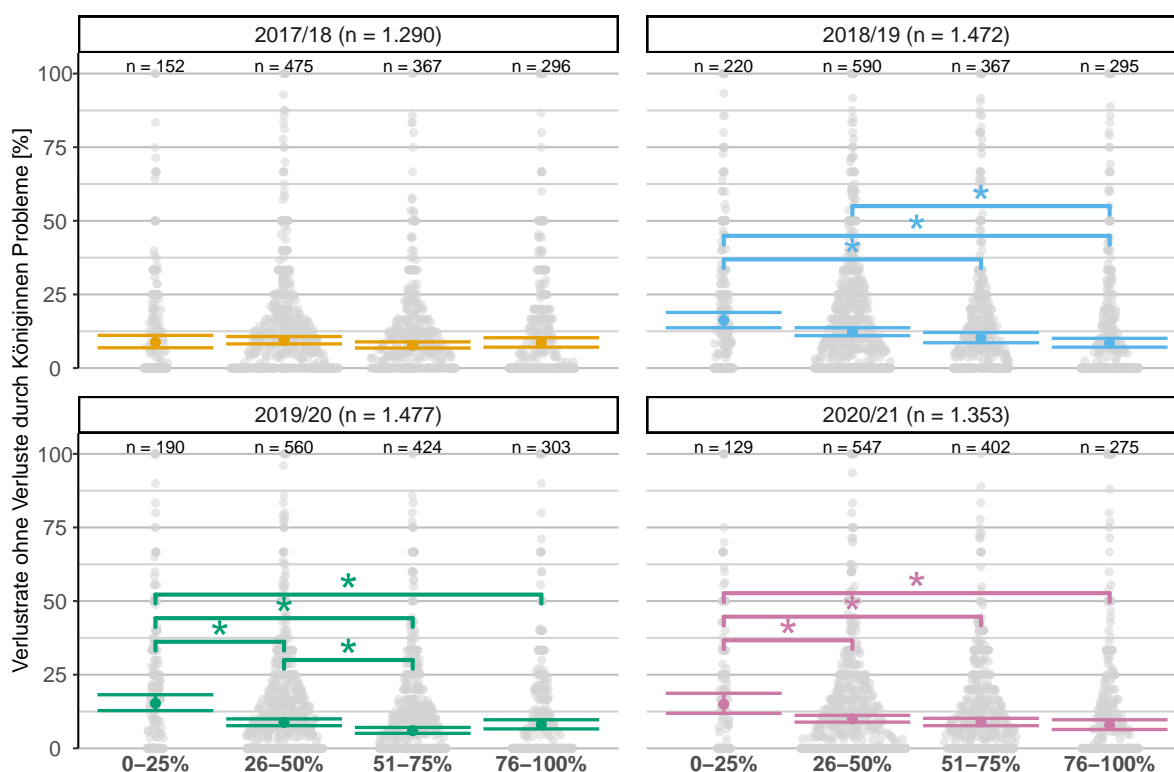 2017/18 (n = 1.290)
2018/19 (n = 1.472)
n = 152 n = 475 n = 367 n = 296
n = 220 n = 590 n = 367 n = 295
100
75
50
25
0
* * *
2019/20 (n = 1.477)
2020/21 (n = 1.353)
n = 190 n = 560 n = 424 n = 303
n = 129 n = 547 n = 402 n = 275
100
75
50
25
0
* * * *
* * *
0–25% 26–50% 51–75% 76–100%
0–25% 26–50% 51–75% 76–100%
Verlustrate ohne Verluste durch Königinnen Probleme [%]